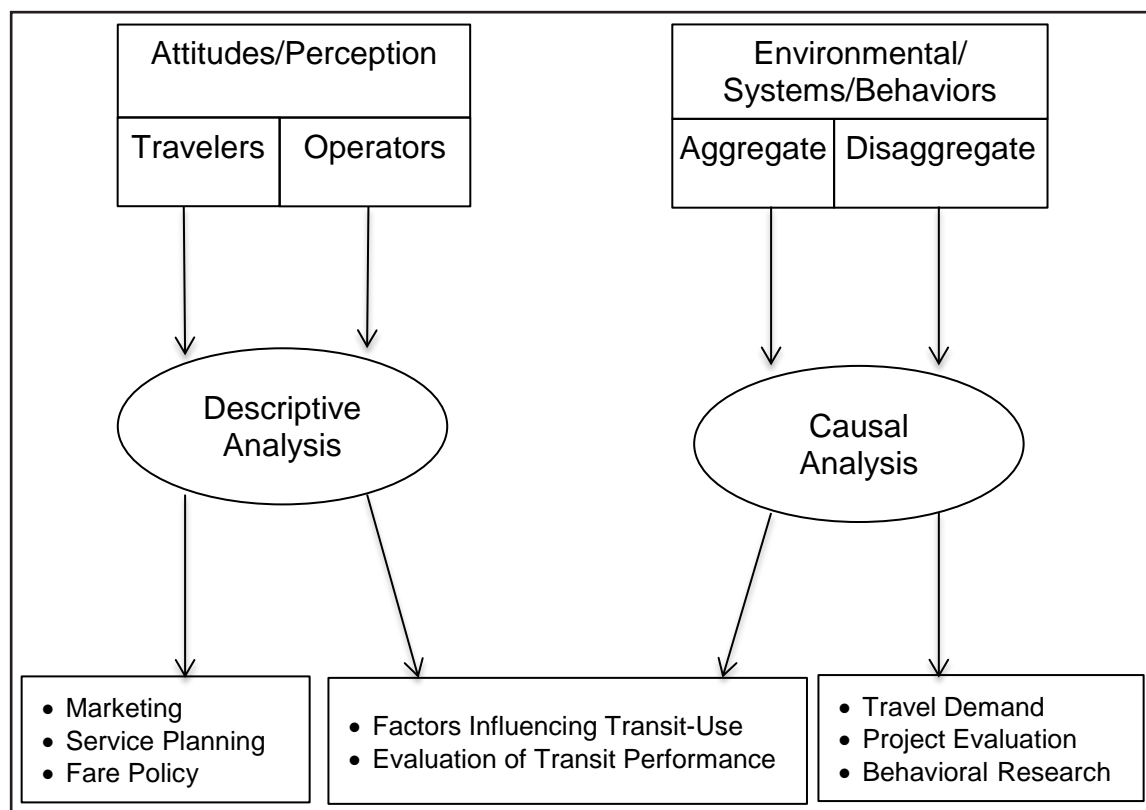 Attitudes/Perception
Travelers
Operators
Environmental/
Systems/Behaviors
Aggregate
Disaggregate
Descriptive
Analysis
Causal
Analysis
• Marketing
• Service Planning
• Fare Policy
• Factors Influencing Transit-Use
• Evaluation of Transit Performance
• Travel Demand
• Project Evaluation
• Behavioral Research